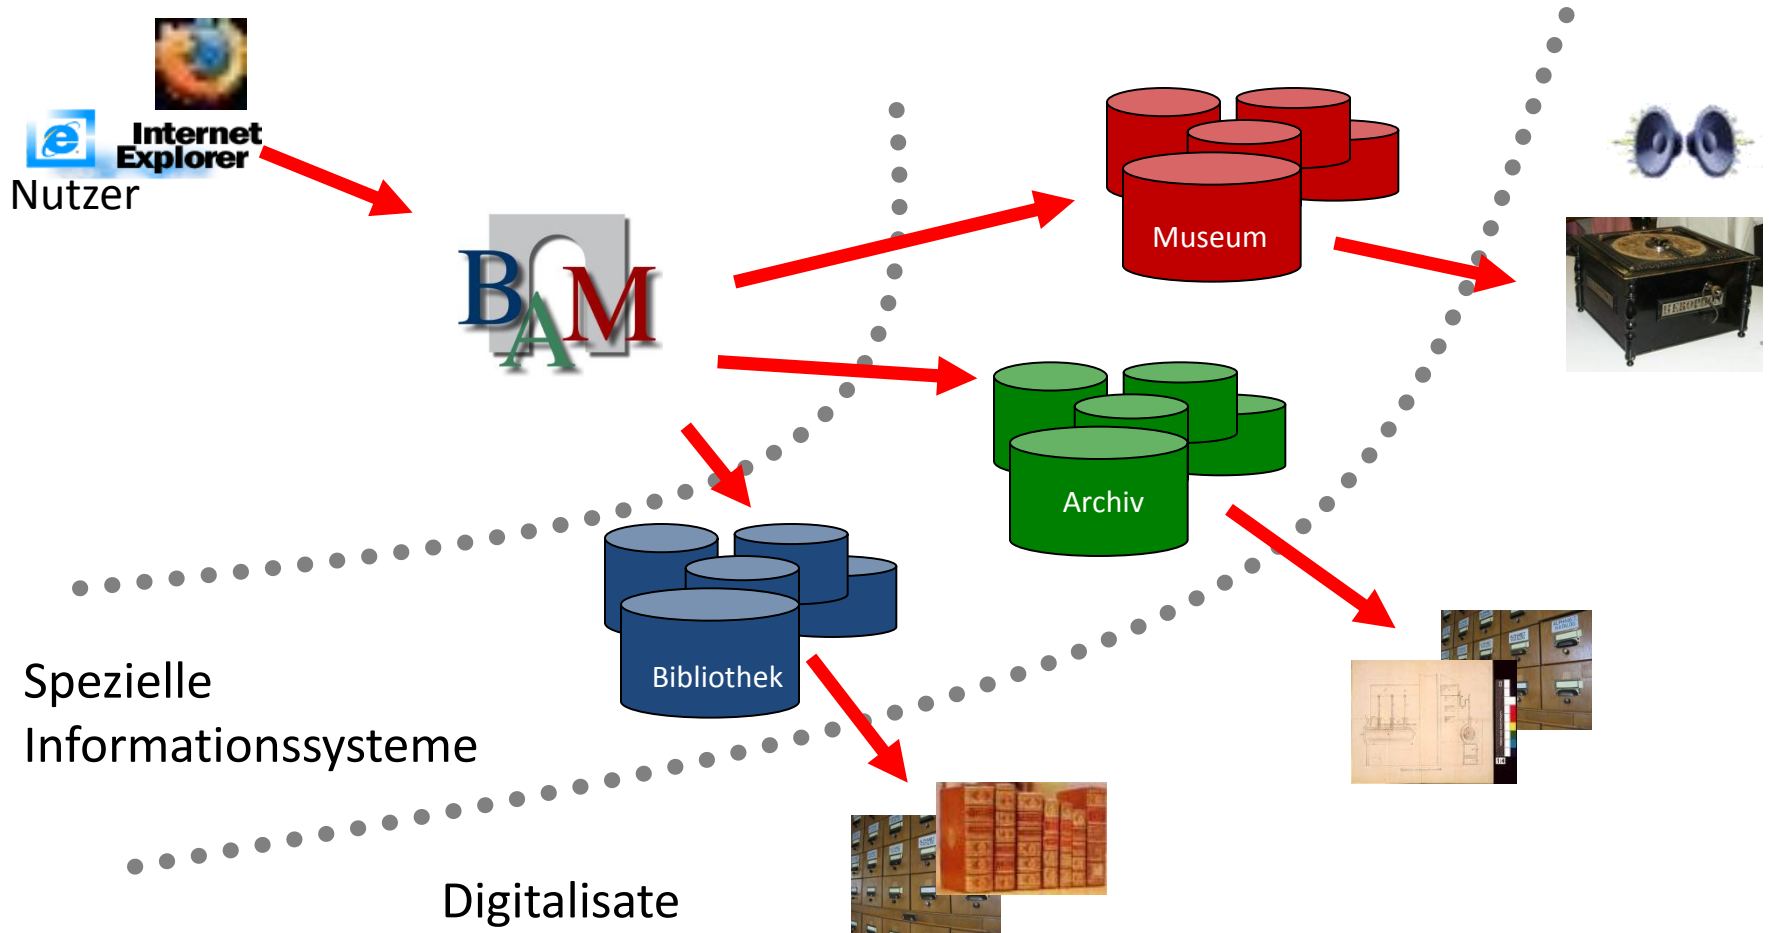 Internet
Explorer
Nutzer
BAM
Museum
Archiv
Bibliothek
Spezielle
Informationssysteme
Digitalisate